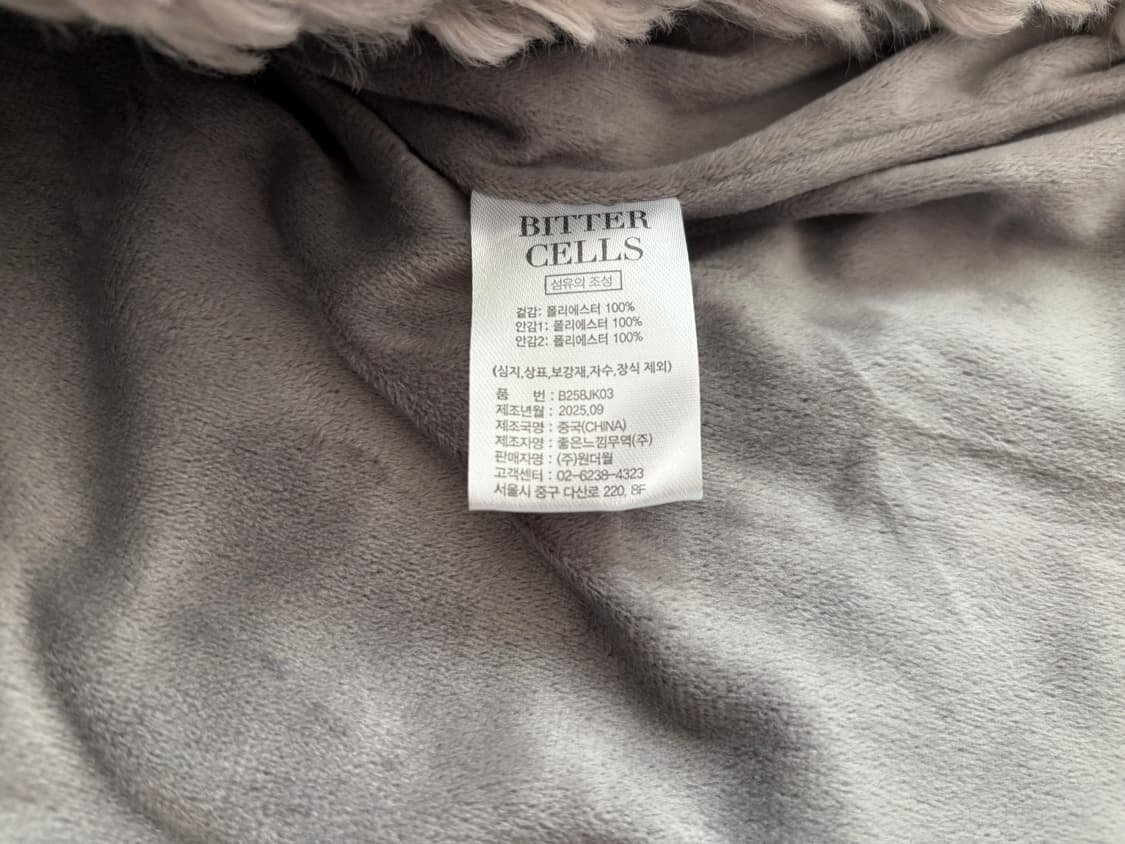 BITTER
CELLS
섬유의 조성
겉감: 폴리에스터 100%
안감1: 폴리에스터 100%
안감2: 폴리에스터 100%
(심지,상표,보강재,자수,장식 제외)
품 번 : B258JK03
제조년월 : 2025.09
제조국명 : 중국(CHINA)
제조자명 : 좋은느낌무역(주)
판매자명 : (주)원더월
고객센터 : 02-6238-4323
서울시 중구 다산로 220, 8F